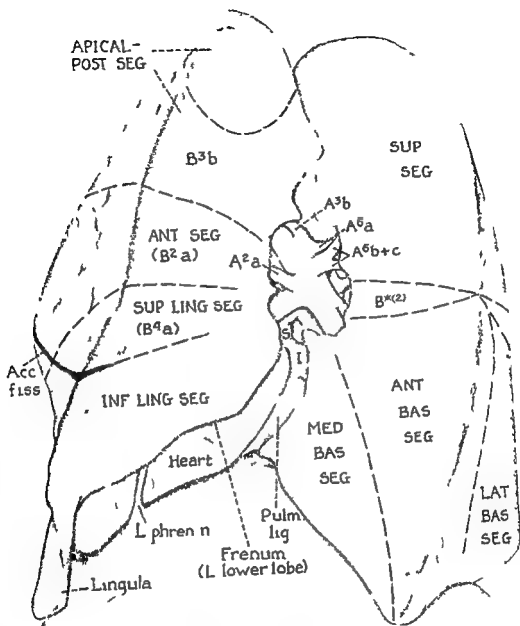 APICAL-
POST SEG
B3b
SUP
SEG
A3b
A6a
A6b+c
ANT SEG
(B2a)
A2a
SUP LING SEG
(B4a)
B*(2)
S
I
Acc
fiss
INF LING SEG
MED
BAS
SEG
ANT
BAS
SEG
LAT
BAS
SEG
Heart
L phren n
Pulm
lig
Frenum
(L lower lobe)
Lingula